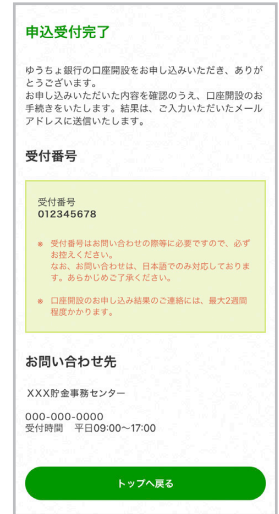 申込受付完了
ゆうちょ銀行の口座開設をお申し込みいただき、ありが
とうございます。
お申し込みいただいた内容を確認のうえ、口座開設のお
手続きをいたします。結果は、ご入力いただいたメール
アドレスに送信いたします。
受付番号
受付番号
012345678
※ 受付番号はお問い合わせの際等に必要ですので、必ず
お控えください。
なお、お問い合わせは、日本語でのみ対応しておりま
す。あらかじめご了承ください。
※ 口座開設のお申し込み結果のご連絡には、最大2週間
程度かかります。
お問い合わせ先
XXX貯金事務センター
000-000-0000
受付時間 平日09:00~17:00
トップへ戻る